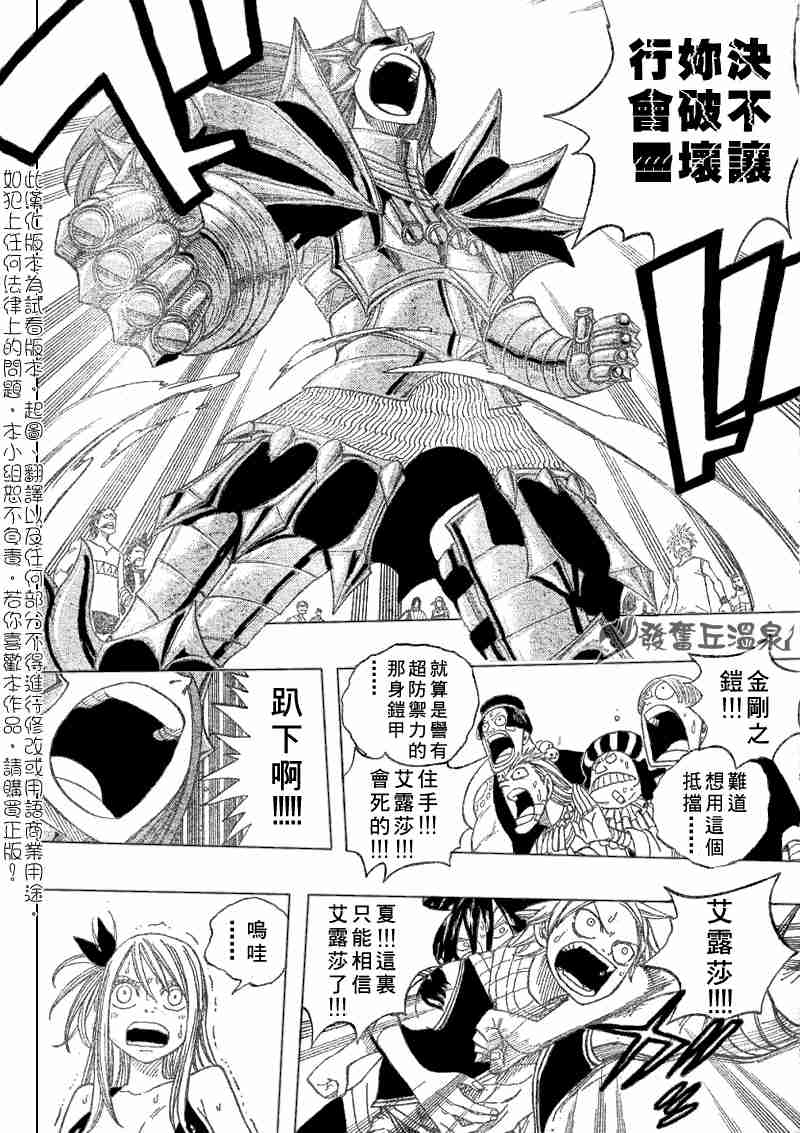 決不讓
妳破壞
行會!!!
金剛之
鎧!!!
難道
想用這個
抵擋……
就算是譽有
超防禦力的
那身鎧甲
……
住手!!!
艾露莎!!!
會死的!!!
趴下啊!!!!!
艾露莎!!!!
夏!!!這裏
只能相信
艾露莎了!!!
嗚哇
……
發奮丘溫泉
此漢化版本為試看版本。起圖、翻譯以及任何部分不得進行修改或用語商業用途。
如犯上任何法律上的問題，本小組恕不負責。若你喜歡本作品，請購買正版？